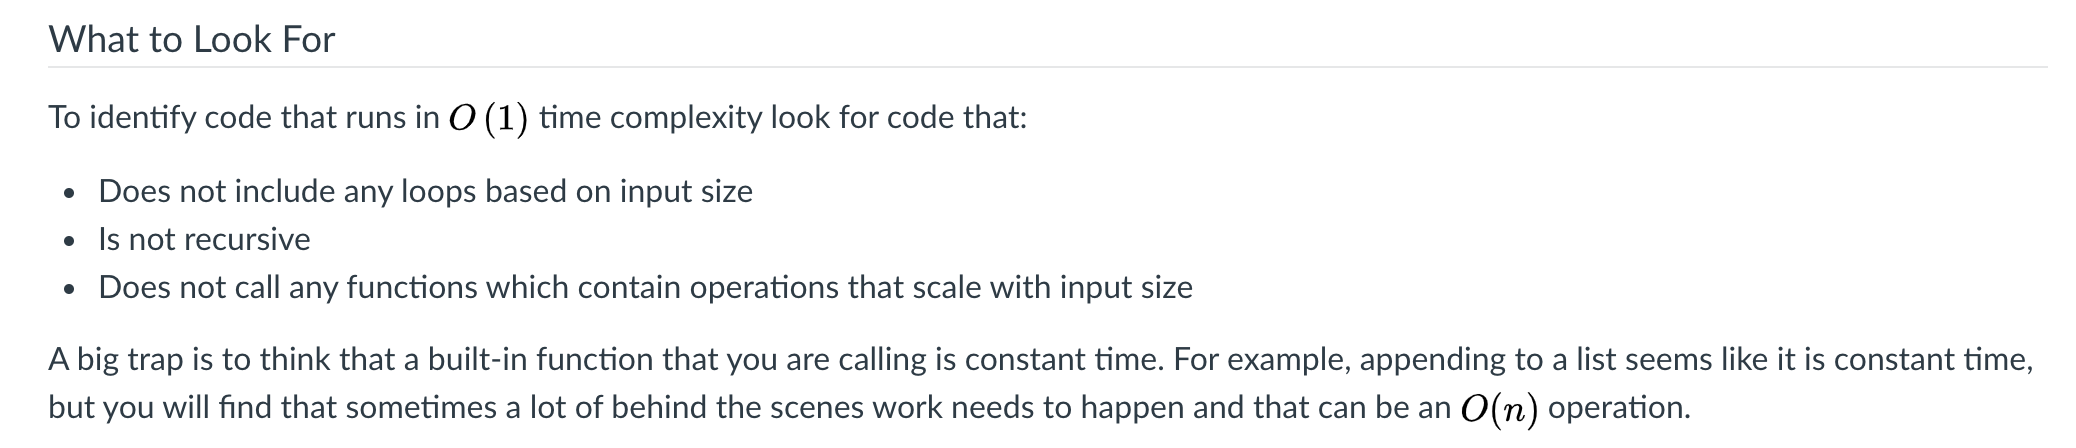 What to Look For
To identify code that runs in O (1) time complexity look for code that:
• Does not include any loops based on input size
• Is not recursive
• Does not call any functions which contain operations that scale with input size
A big trap is to think that a built-in function that you are calling is constant time. For example, appending to a list seems like it is constant time,
but you will find that sometimes a lot of behind the scenes work needs to happen and that can be an O(n) operation.